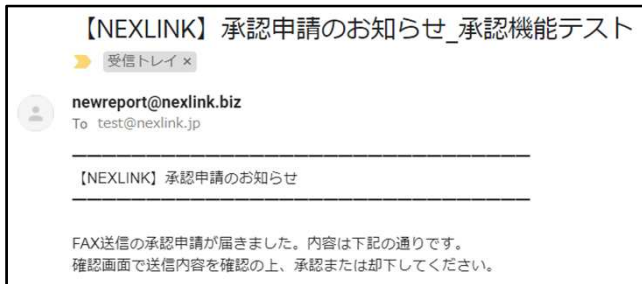 【NEXLINK】承認申請のお知らせ_承認機能テスト
受信トレイ ×
newreport@nexlink.biz
To test@nexlink.jp
【NEXLINK】承認申請のお知らせ
FAX送信の承認申請が届きました。内容は下記の通りです。
確認画面で送信内容を確認の上、承認または却下してください。